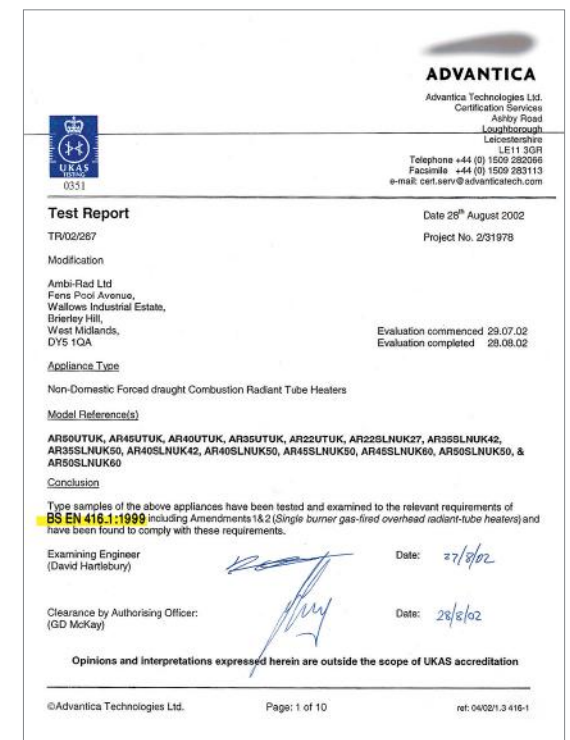 ADVANTICA
Advantica Technologies Ltd.
Certification Services
Ashby Road
Loughborough
Leicestershire
LE11 3GR
Telephone +44 (0) 1509 282066
Facsimile +44 (0) 1509 283113
e-mail: cert.serv@advanticatech.com
UKAS
TESTING
0351
Test Report
Date 28th August 2002
TR/02/267
Project No. 2/31978
Modification
Ambi-Rad Ltd
Fens Pool Avenue,
Wallows Industrial Estate,
Brierley Hill,
West Midlands,
DY5 1QA
Evaluation commenced 29.07.02
Evaluation completed 28.08.02
Appliance Type
Non-Domestic Forced draught Combustion Radiant Tube Heaters
Model Reference(s)
AR50UTUK, AR45UTUK, AR40UTUK, AR35UTUK, AR22UTUK, AR22SLNUK27, AR35SLNUK42,
AR35SLNUK50, AR40SLNUK42, AR40SLNUK50, AR45SLNUK50, AR45SLNUK60, AR50SLNUK50, &
AR50SLNUK60
Conclusion
Type samples of the above appliances have been tested and examined to the relevant requirements of
BS EN 416.1:1999 including Amendments 1&2 (Single burner gas-fired overhead radiant-tube heaters) and
have been found to comply with these requirements.
Examining Engineer
(David Hartlebury)
Date: 27/8/02
Clearance by Authorising Officer:
(GD McKay)
Date: 28/8/02
Opinions and interpretations expressed herein are outside the scope of UKAS accreditation
©Advantica Technologies Ltd.
Page: 1 of 10
ref: 04/02/1.3 416-1